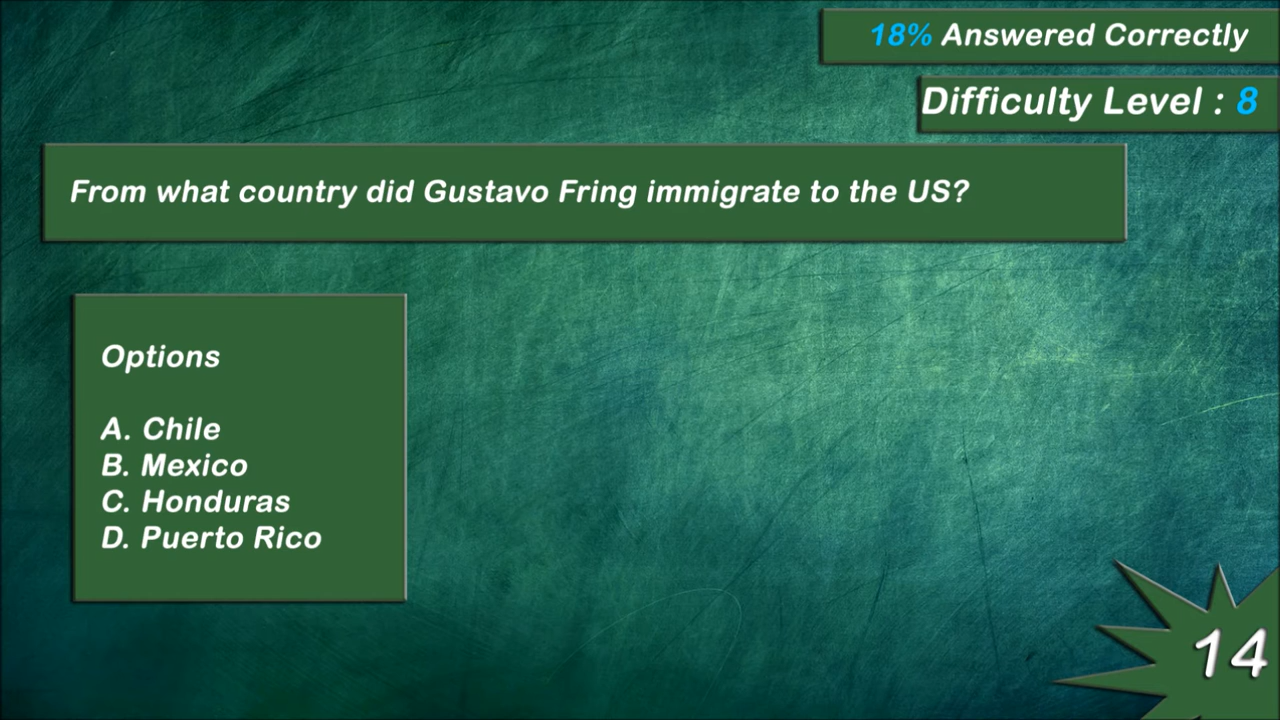 18% Answered Correctly
Difficulty Level : 8
From what country did Gustavo Fring immigrate to the US?
Options
A. Chile
B. Mexico
C. Honduras
D. Puerto Rico
14